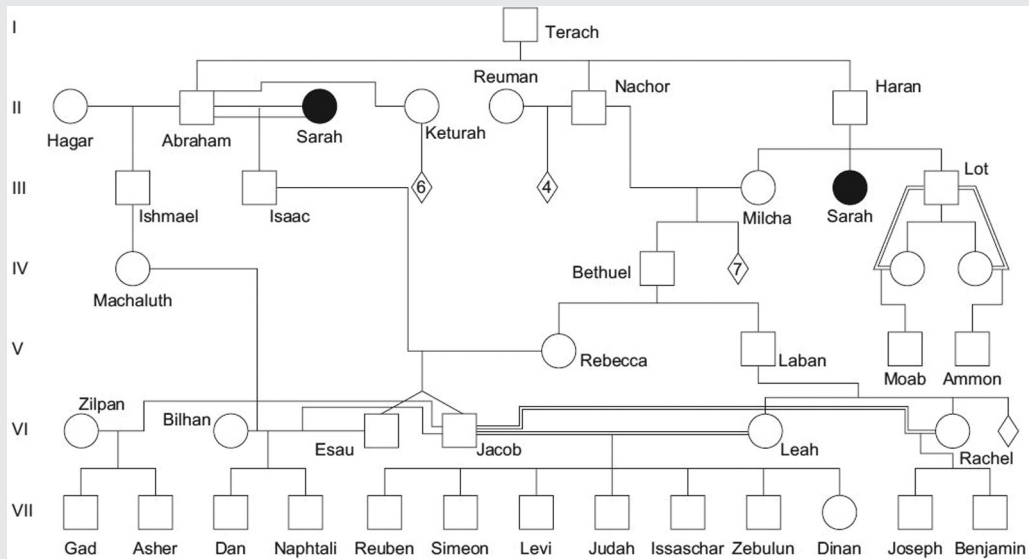 I
Terach
Reuman
Nachor
Haran
II
Hagar
Abraham
Sarah
Keturah
Lot
III
6
4
Ishmael
Isaac
Milcha
Sarah
IV
Bethuel
7
Machaluth
V
Rebecca
Laban
Moab
Ammon
Zilpan
Bilhan
VI
Esau
Jacob
Leah
Rachel
VII
Gad
Asher
Dan
Naphtali
Reuben
Simeon
Levi
Judah
Issaschar
Zebulun
Dinan
Joseph
Benjamin